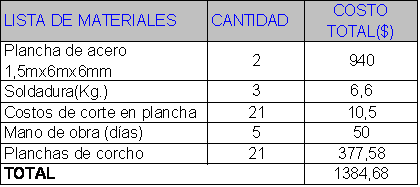 LISTA DE MATERIALES CANTIDAD COSTO TOTAL($)
Plancha de acero
1,5mx6mx6mm 2 940
Soldadura(Kg.) 3 6,6
Costos de corte en plancha 21 10,5
Mano de obra (días) 5 50
Planchas de corcho 21 377,58
TOTAL 1384,68